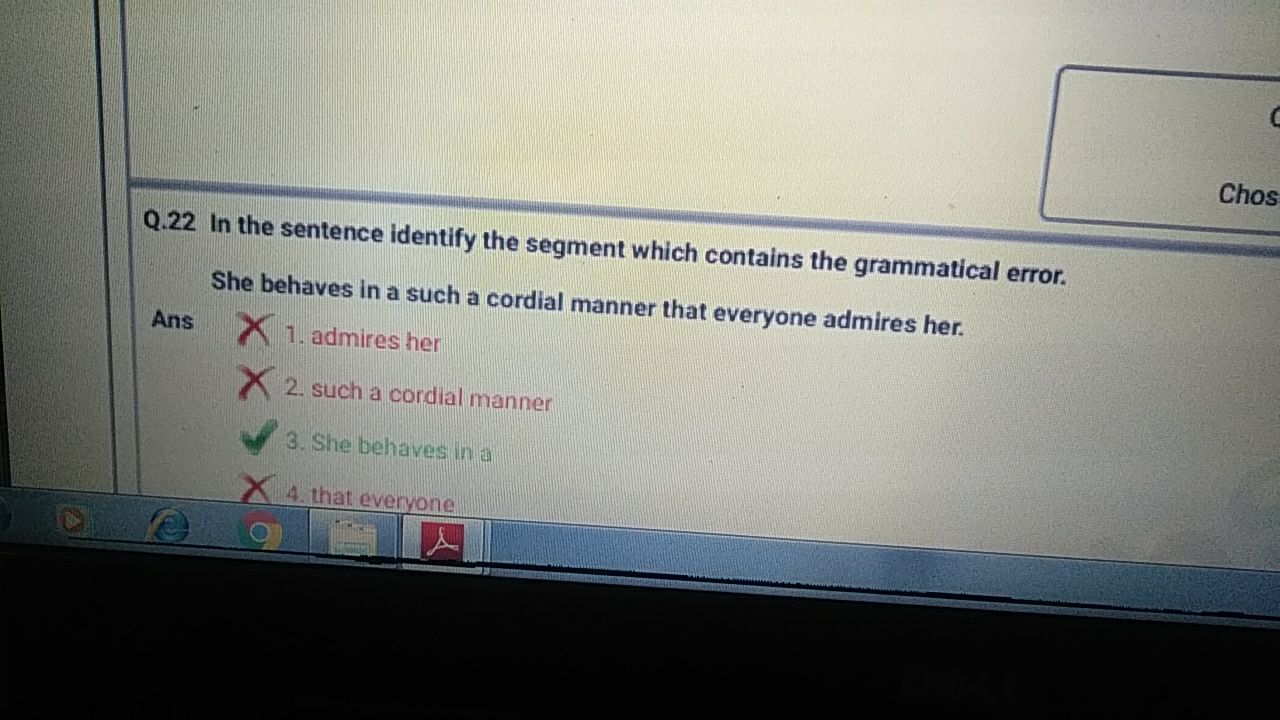 Chos
Q.22 In the sentence identify the segment which contains the grammatical error.
She behaves in a such a cordial manner that everyone admires her.
Ans
1. admires her
2. such a cordial manner
3. She behaves in a
4. that everyone